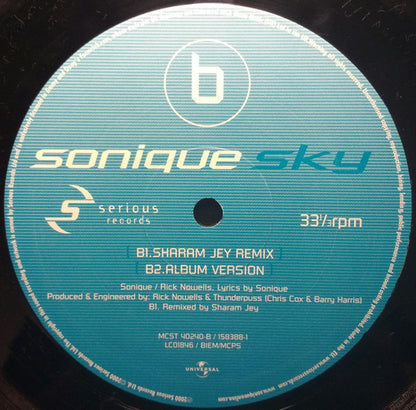 b
sonique sky
serious
records
33⅓rpm
B1.SHARAM JEY REMIX
B2.ALBUM VERSION
Sonique / Rick Nowells, Lyrics by Sonique
Produced & Engineered by: Rick Nowells & Thunderpuss (Chris Cox & Barry Harris)
B1. Remixed by Sharam Jey
MCST 40240-B / 158388-1
LC01846 / BIEM/MCPS
UNIVERSAL